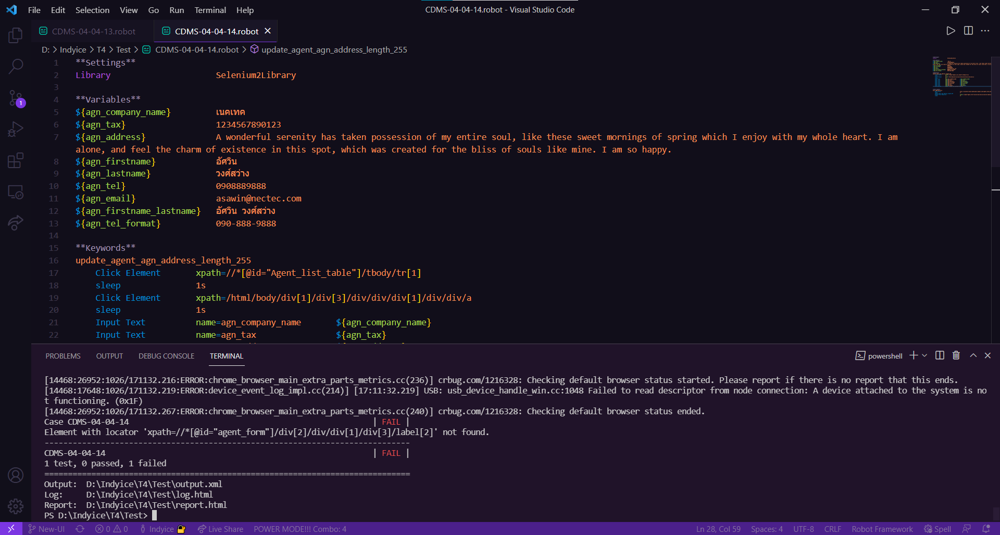 File Edit Selection View Go Run Terminal Help
CDMS-04-04-14.robot - Visual Studio Code
CDMS-04-04-13.robot
CDMS-04-04-14.robot
D: > Indyice > T4 > Test > CDMS-04-04-14.robot > update_agent_agn_address_length_255
1 **Settings**
2 Library Selenium2Library
3
4 **Variables**
5 ${agn_company_name} เนคเทค
6 ${agn_tax} 1234567890123
7 ${agn_address} A wonderful serenity has taken possession of my entire soul, like these sweet mornings of spring which I enjoy with my whole heart. I am
alone, and feel the charm of existence in this spot, which was created for the bliss of souls like mine. I am so happy.
8 ${agn_firstname} อัศวิน
9 ${agn_lastname} วงศ์สว่าง
10 ${agn_tel} 0908889888
11 ${agn_email} asawin@nectec.com
12 ${agn_firstname_lastname} อัศวิน วงศ์สว่าง
13 ${agn_tel_format} 090-888-9888
14
15 **Keywords**
16 update_agent_agn_address_length_255
17 Click Element xpath=//*[@id="Agent_list_table"]/tbody/tr[1]
18 sleep 1s
19 Click Element xpath=/html/body/div[1]/div[3]/div/div/div[1]/div/div/a
20 sleep 1s
21 Input Text name=agn_company_name ${agn_company_name}
22 Input Text name=agn_tax ${agn_tax}
PROBLEMS OUTPUT DEBUG CONSOLE TERMINAL
powershell
[14468:26952:1026/171132.216:ERROR:chrome_browser_main_extra_parts_metrics.cc(236)] crbug.com/1216328: Checking default browser status started. Please report if there is no report that this ends.
[14468:17648:1026/171132.219:ERROR:device_event_log_impl.cc(214)] [17:11:32.219] USB: usb_device_handle_win.cc:1048 Failed to read descriptor from node connection: A device attached to the system is no
t functioning. (0x1F)
[14468:26952:1026/171132.267:ERROR:chrome_browser_main_extra_parts_metrics.cc(240)] crbug.com/1216328: Checking default browser status ended.
Case CDMS-04-04-14 | FAIL |
Element with locator 'xpath=//*[@id="agent_form"]/div[2]/div/div[1]/div[3]/label[2]' not found.
------------------------------------------------------------------------------
CDMS-04-04-14 | FAIL |
1 test, 0 passed, 1 failed
==============================================================================
Output: D:\Indyice\T4\Test\output.xml
Log: D:\Indyice\T4\Test\log.html
Report: D:\Indyice\T4\Test\report.html
PS D:\Indyice\T4\Test>
New-UI 0 0 Indyice Live Share POWER MODE!!! Combo: 4 Ln 28, Col 59 Spaces: 4 UTF-8 CRLF Robot Framework Spell
1